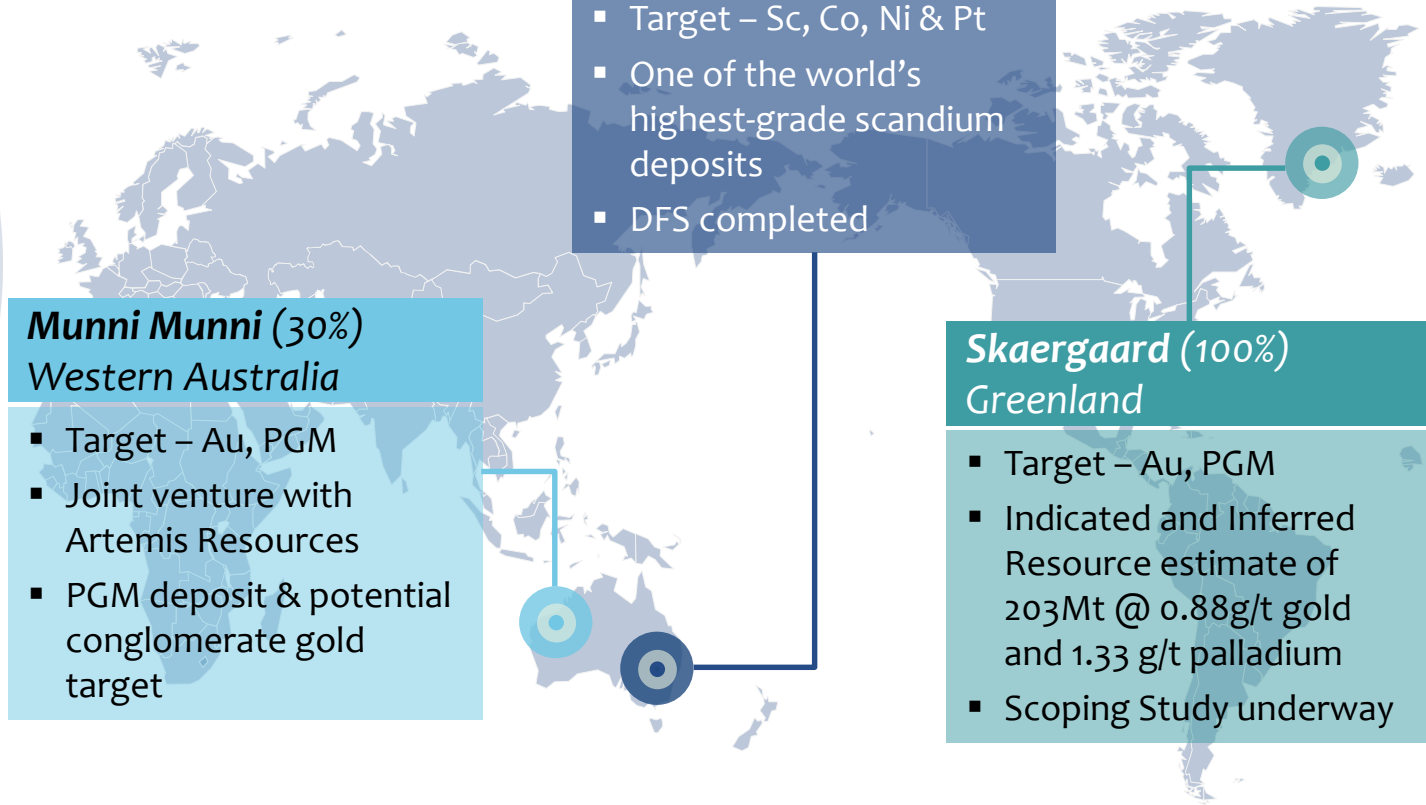 ▪ Target – Sc, Co, Ni & Pt
▪ One of the world's
highest-grade scandium
deposits
▪ DFS completed
Munni Munni (30%)
Western Australia
▪ Target – Au, PGM
▪ Joint venture with
Artemis Resources
▪ PGM deposit & potential
conglomerate gold
target
Skaergaard (100%)
Greenland
▪ Target – Au, PGM
▪ Indicated and Inferred
Resource estimate of
203Mt @ 0.88g/t gold
and 1.33 g/t palladium
▪ Scoping Study underway